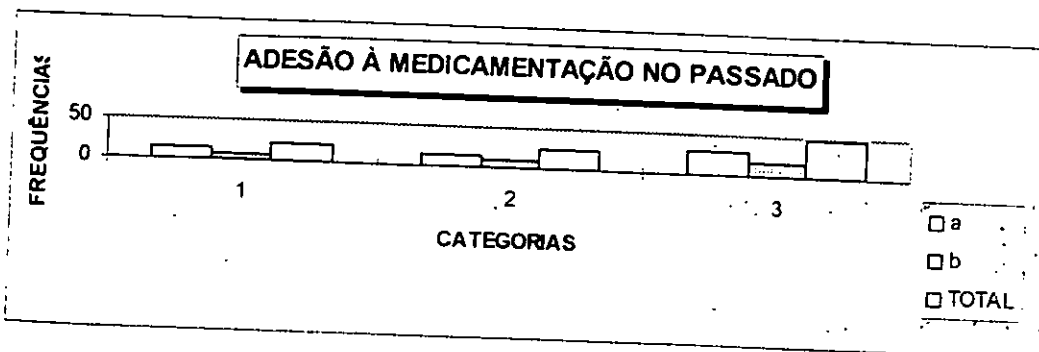 ADESÃO À MEDICAMENTAÇÃO NO PASSADO
FREQUÊNCIAS
50
0
1
2
3
CATEGORIAS
a
b
TOTAL